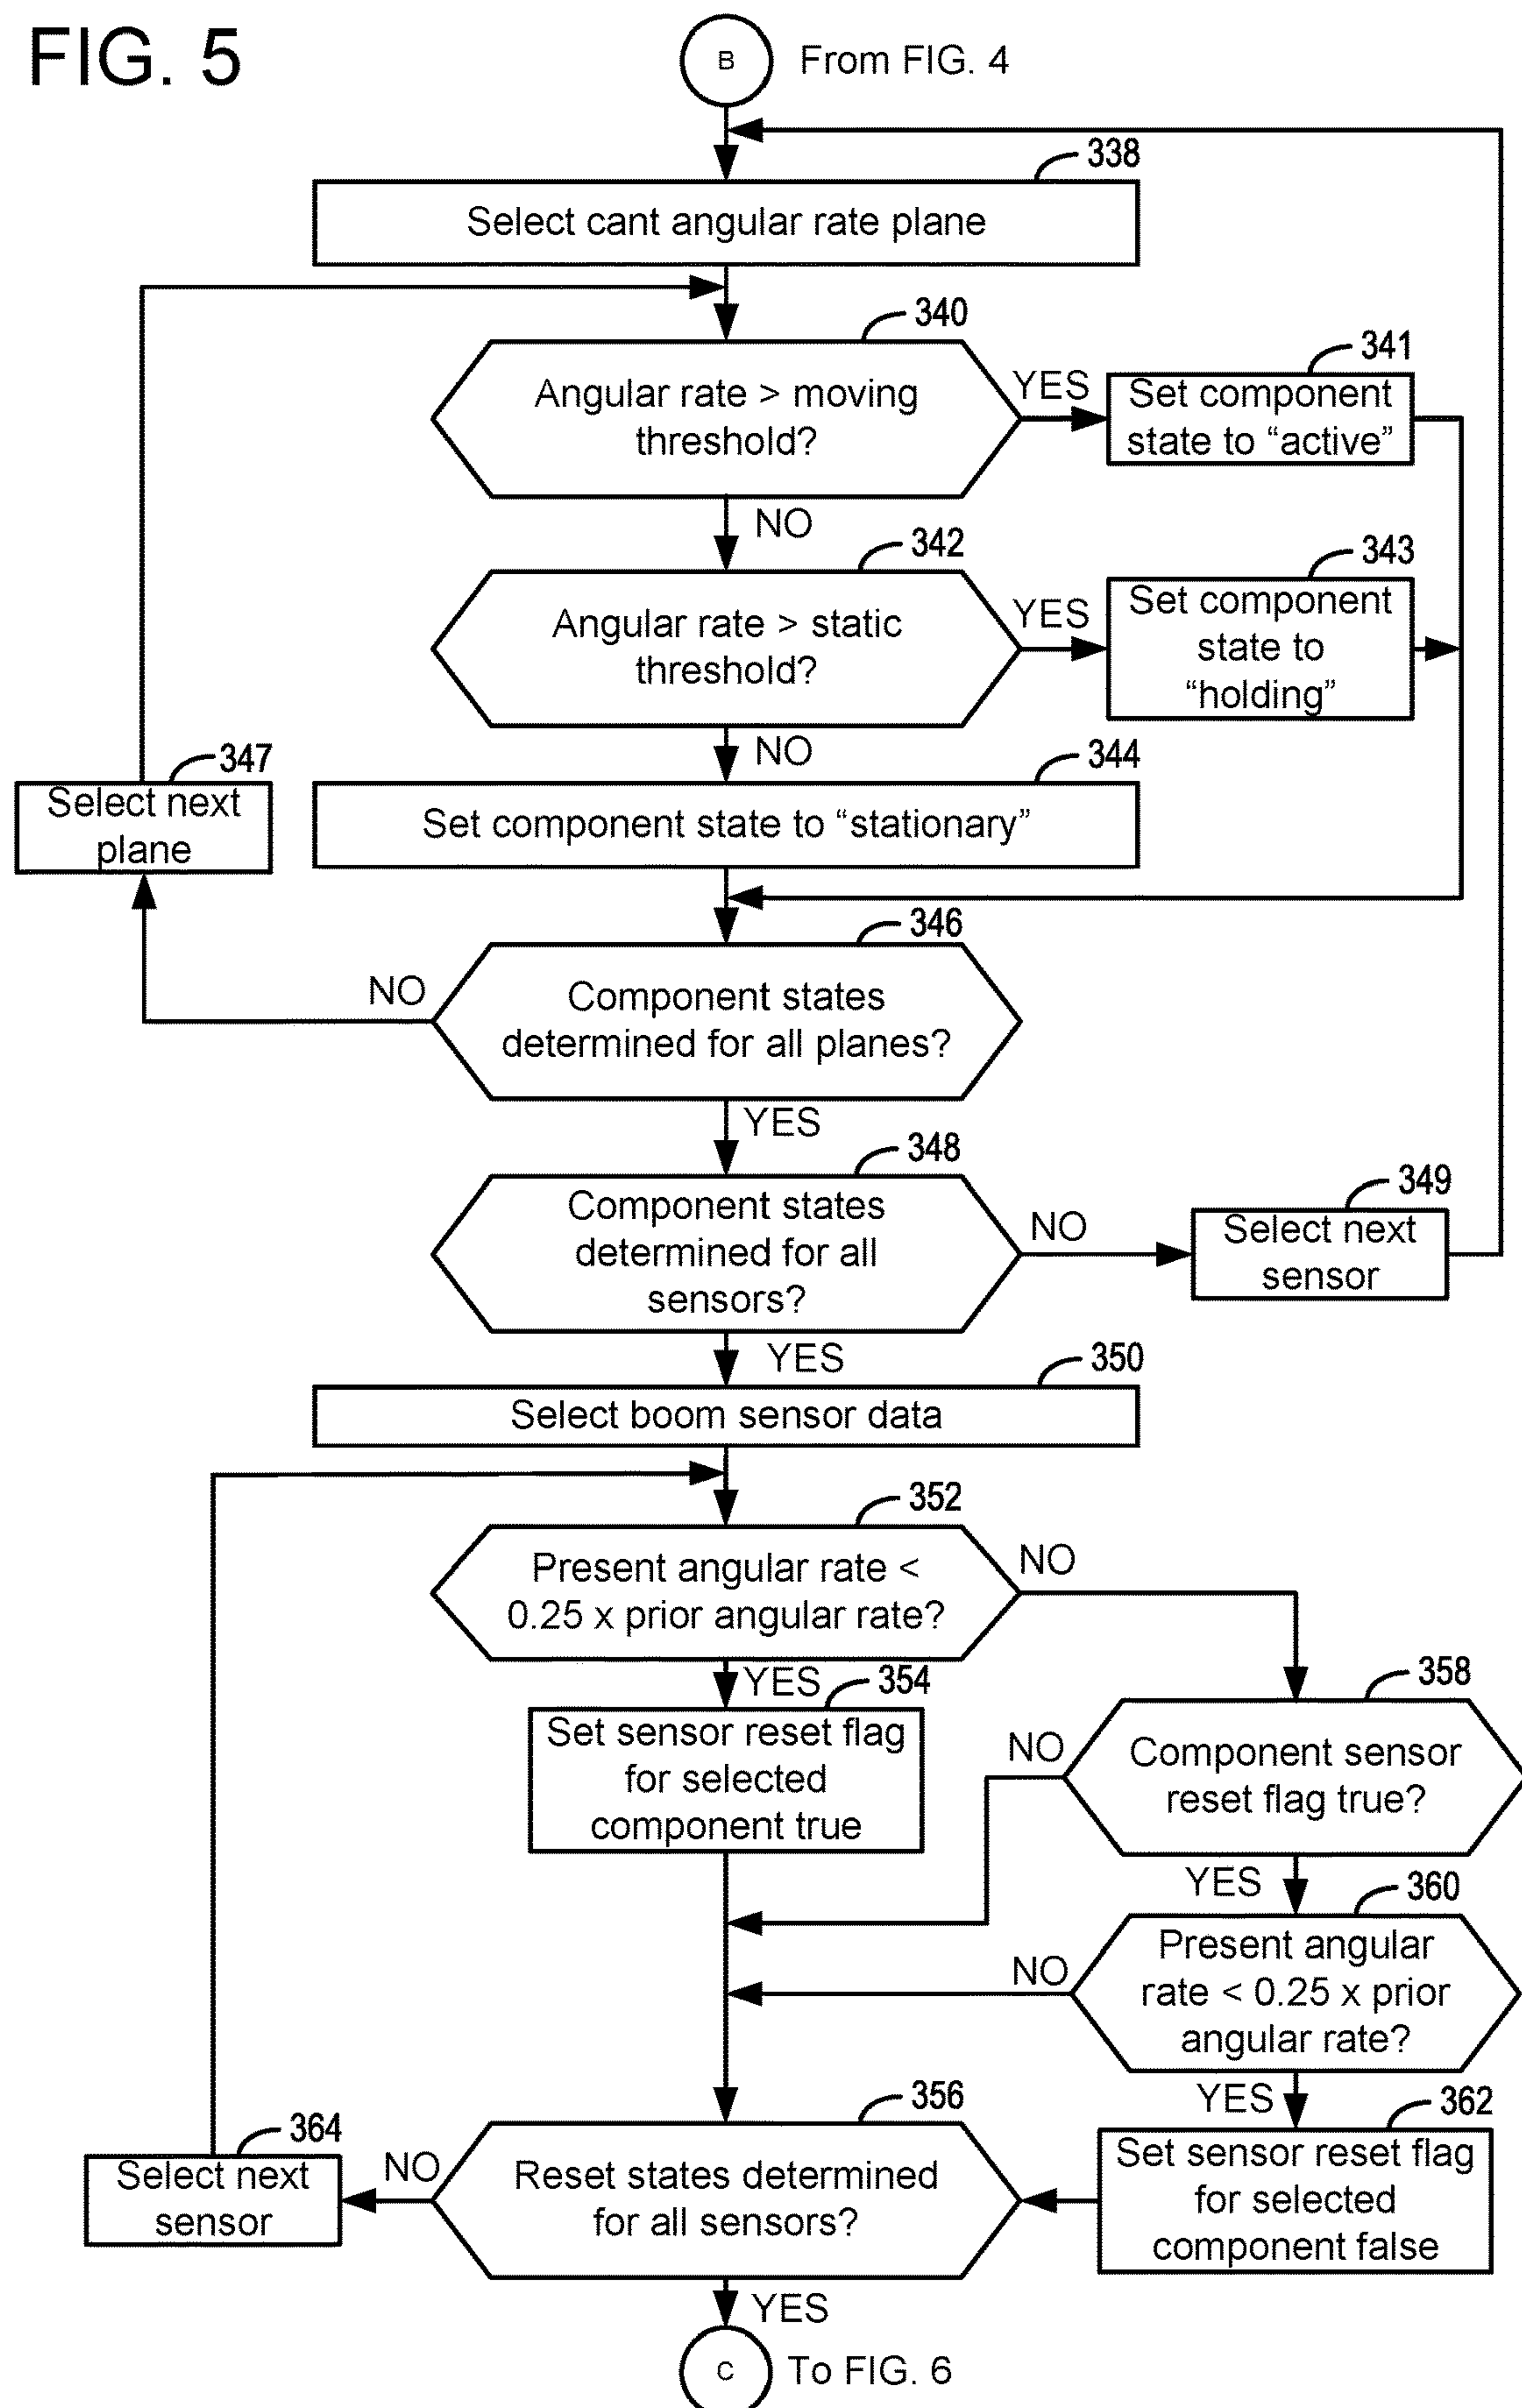 FIG. 5
B From FIG. 4
338
Select cant angular rate plane
340
Angular rate > moving
threshold?
YES
341
Set component
state to “active”
NO
342
Angular rate > static
threshold?
YES
343
Set component
state to
“holding”
NO
344
Set component state to “stationary”
347
Select next
plane
346
Component states
determined for all planes?
NO
YES
348
Component states
determined for all
sensors?
NO
349
Select next
sensor
YES
350
Select boom sensor data
352
Present angular rate <
0.25 x prior angular rate?
NO
YES
354
Set sensor reset flag
for selected
component true
358
Component sensor
reset flag true?
NO
YES
360
Present angular
rate < 0.25 x prior
angular rate?
NO
YES
362
Set sensor reset flag
for selected
component false
356
Reset states determined
for all sensors?
NO
364
Select next
sensor
YES
C To FIG. 6